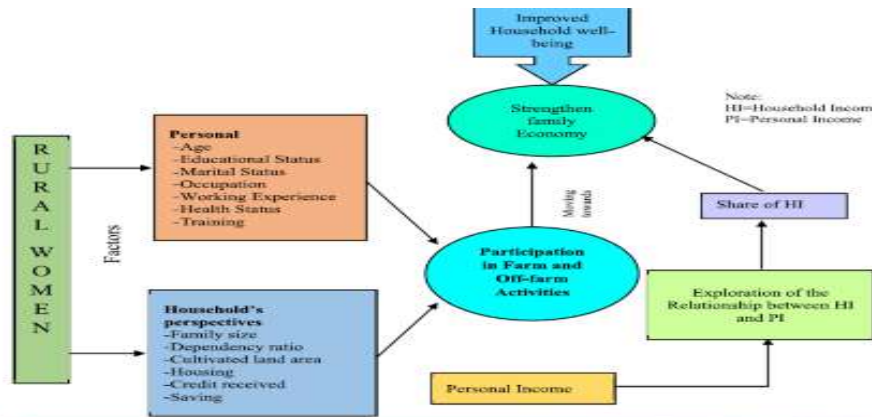 Improved
Household well-
being
Strengthen
family
Economy
Note:
HI=Household Income
PI=Personal Income
RURAL WOMEN
Factors
Personal
-Age
-Educational Status
-Marital Status
-Occupation
-Working Experience
-Health Status
-Training
Moving
towards
Share of HI
Participation
in Farm and
Off-farm
Activities
Exploration of the
Relationship between HI
and PI
Household's
perspectives
-Family size
-Dependency ratio
-Cultivated land area
-Housing
-Credit received
-Saving
Personal Income